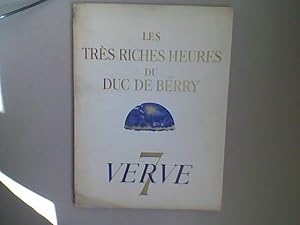 LES
TRÈS RICHES HEURES
DU
DUC DE BERRY
7
VERVE